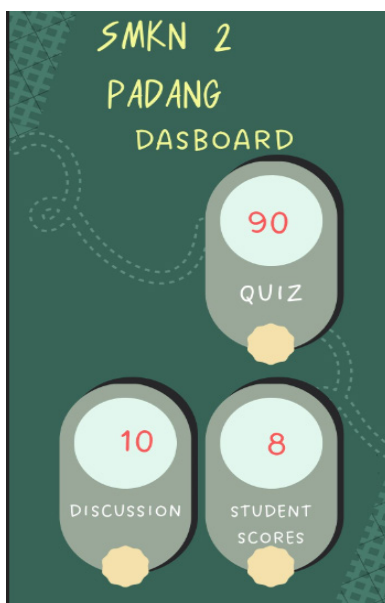 SMKN 2
PADANG
DASBOARD
90
QUIZ
10
DISCUSSION
8
STUDENT
SCORES